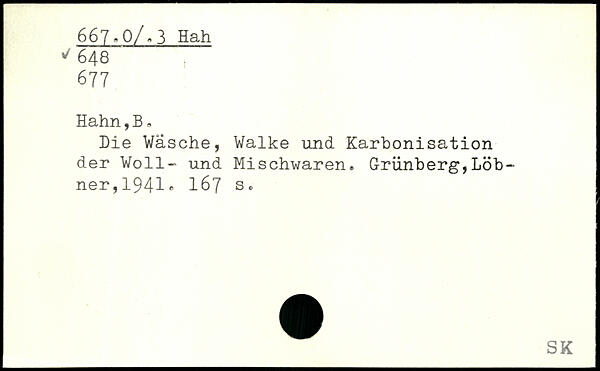 667.0/.3 Hah
✓ 648
677
Hahn,B.
Die Wäsche, Walke und Karbonisation
der Woll- und Mischwaren. Grünberg,Löb-
ner,1941. 167 s.
SK